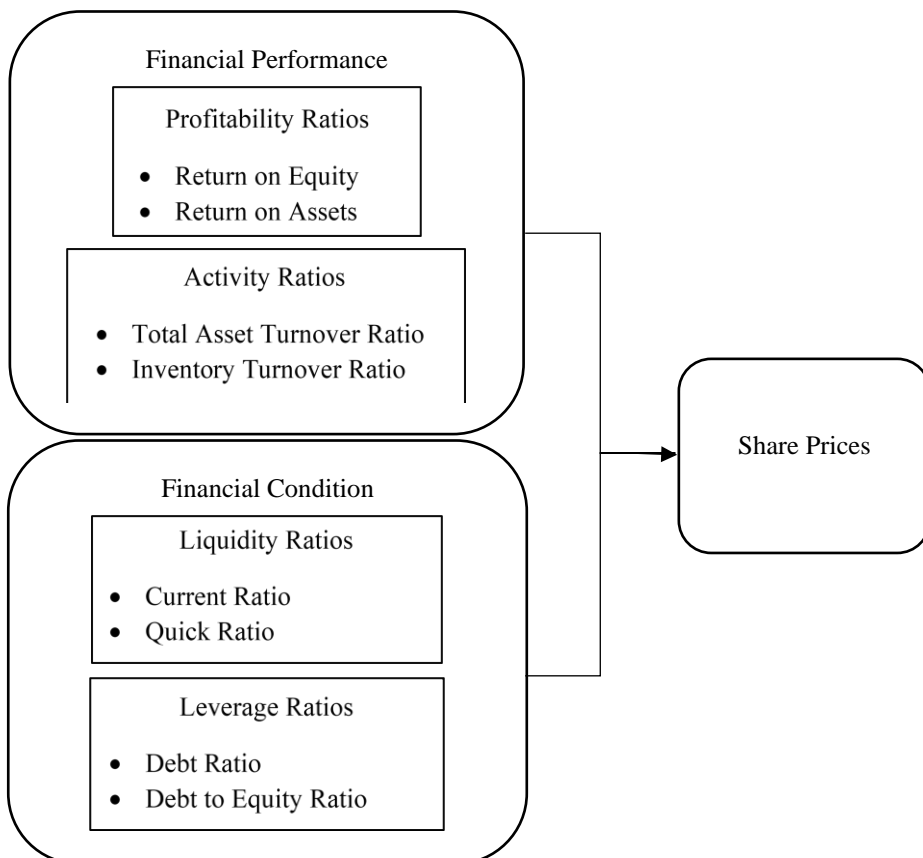 Financial Performance
Profitability Ratios
• Return on Equity
• Return on Assets
Activity Ratios
• Total Asset Turnover Ratio
• Inventory Turnover Ratio
Share Prices
Financial Condition
Liquidity Ratios
• Current Ratio
• Quick Ratio
Leverage Ratios
• Debt Ratio
• Debt to Equity Ratio